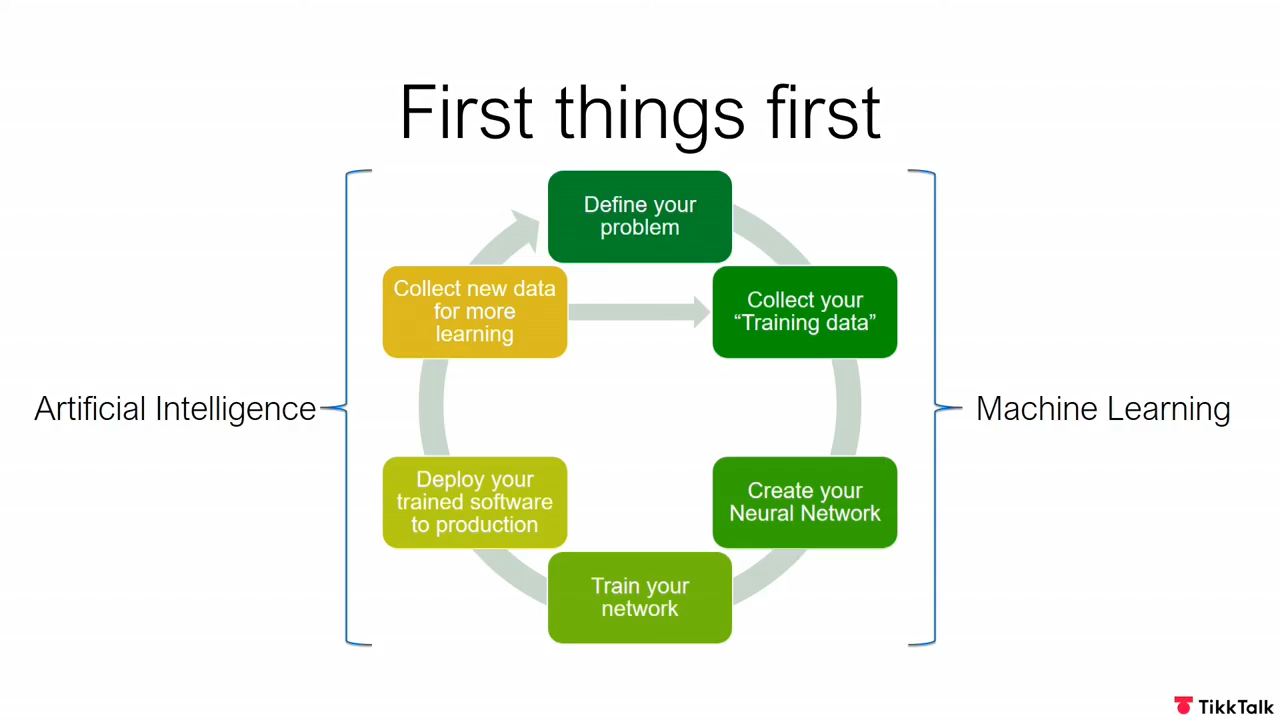 First things first
Define your
problem
Collect your
“Training data”
Create your
Neural Network
Train your
network
Deploy your
trained software
to production
Collect new data
for more
learning
Artificial Intelligence
Machine Learning
TikkTalk